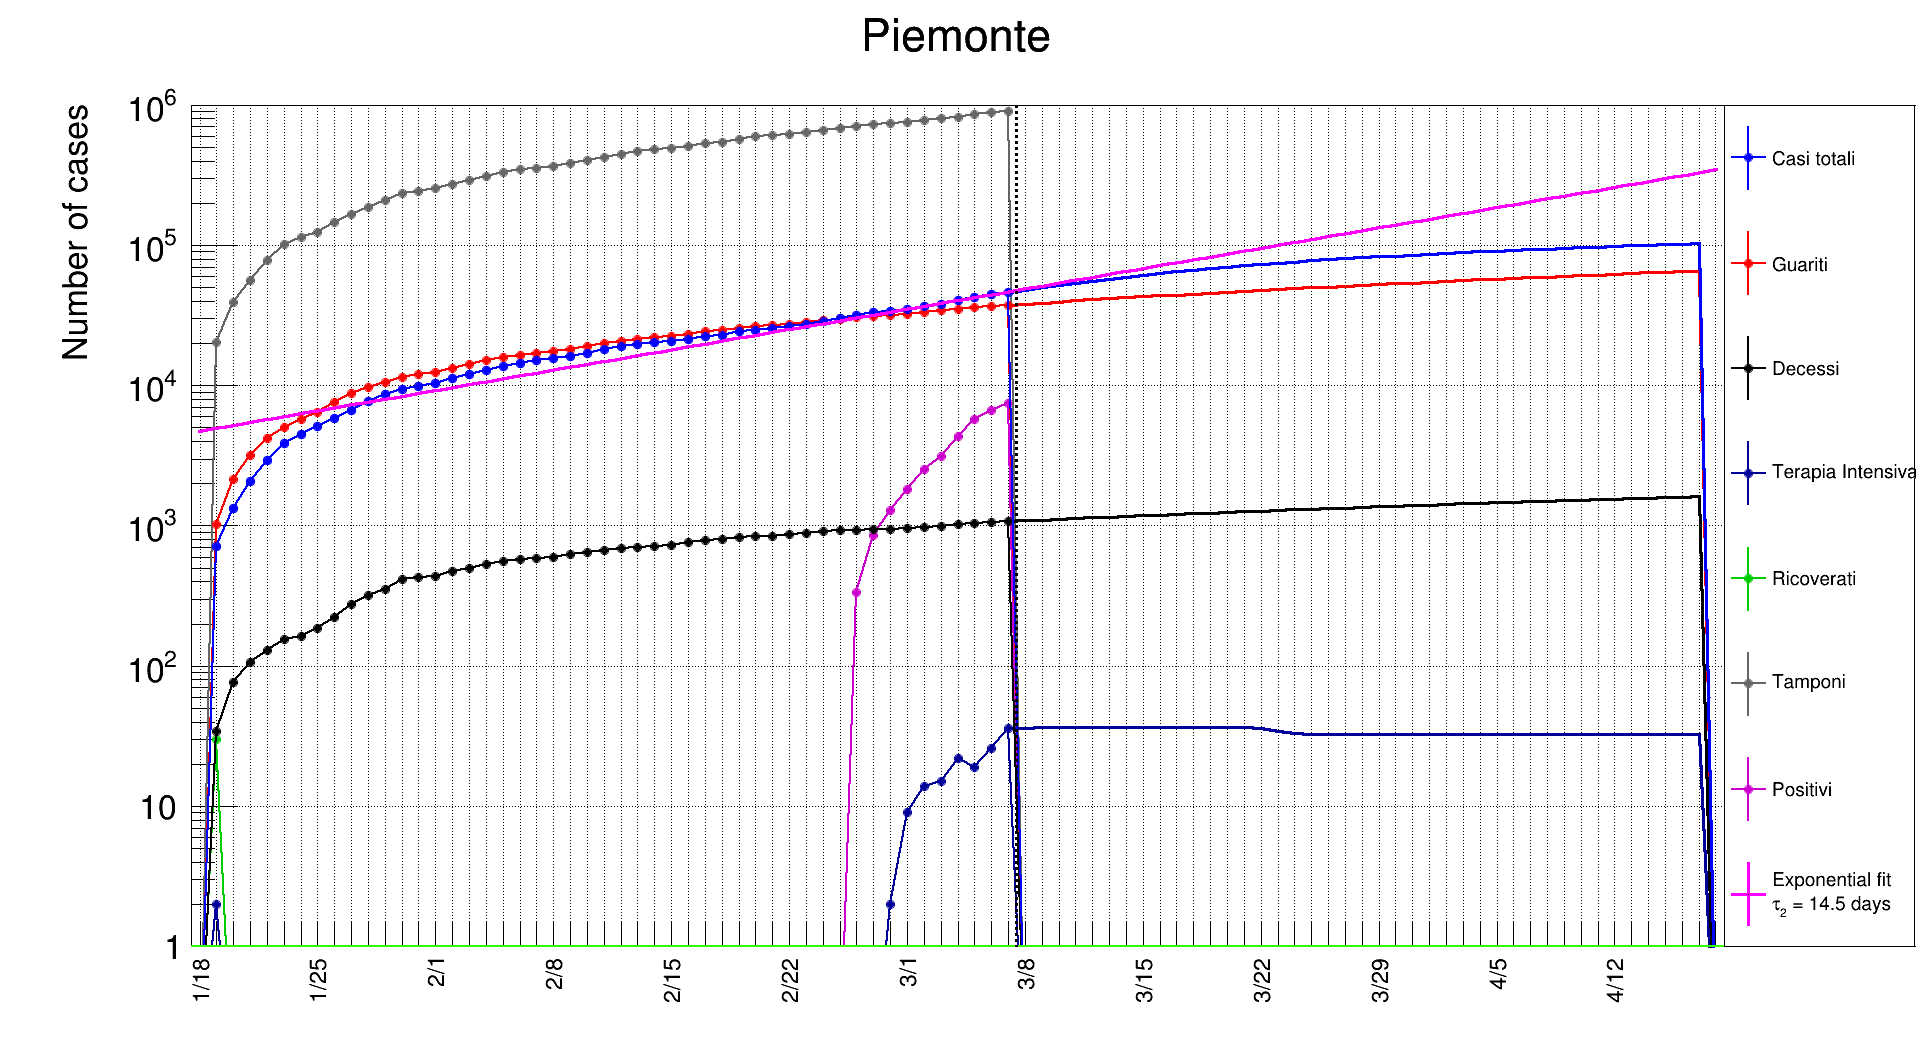 Piemonte
Number of cases
10^6
10^5
10^4
10^3
10^2
10
1
1/18 1/25 2/1 2/8 2/15 2/22 3/1 3/8 3/15 3/22 3/29 4/5 4/12
Casi totali
Guariti
Decessi
Terapia Intensiva
Ricoverati
Tamponi
Positivi
Exponential fit
τ₂ = 14.5 days